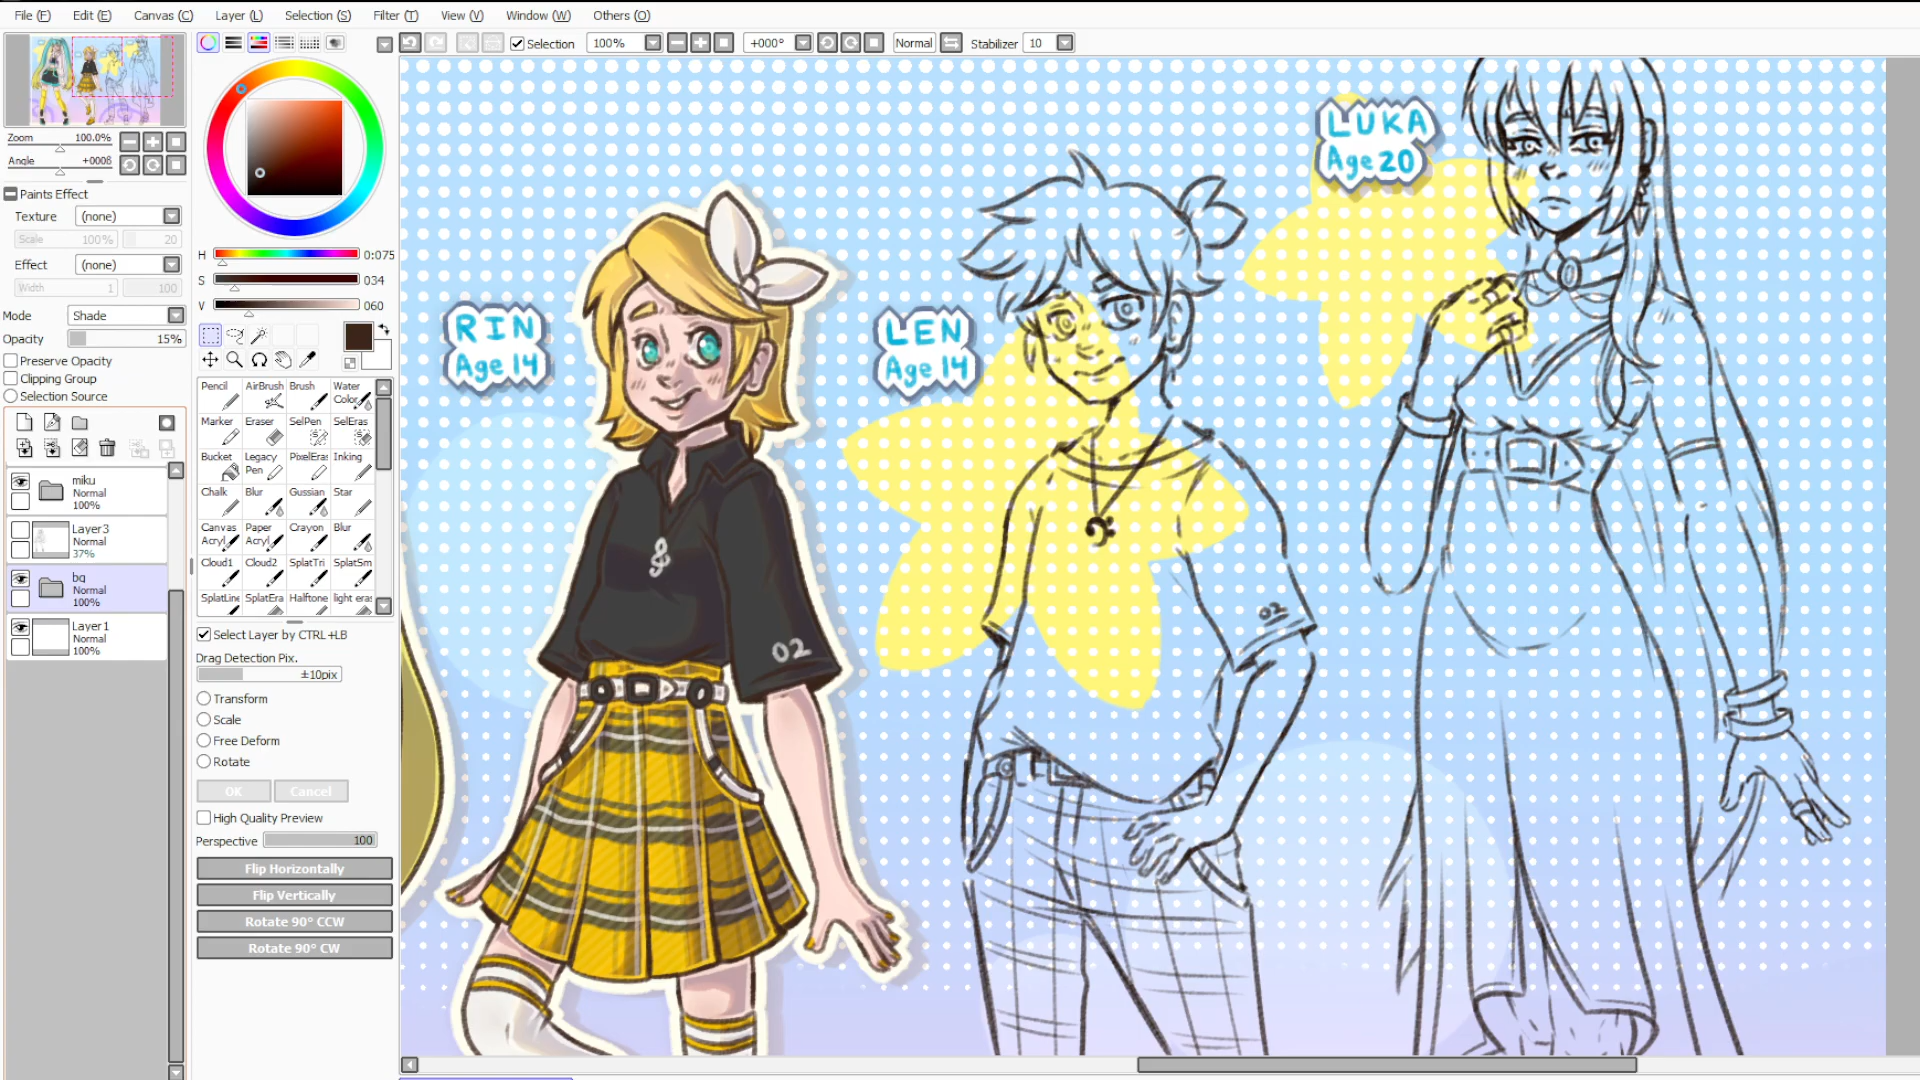 File (F) Edit (E) Canvas (C) Layer (L) Selection (S) Filter (T) View (V) Window (W) Others (O)
Selection 100% +000° Normal Stabilizer 10
Zoom 100.0%
Angle
Paints Effect
Texture (none)
Scale 100% 20
Effect (none)
Width 1 100
Mode Shade
Opacity 15%
Preserve Opacity
Clipping Group
Selection Source
miku
Normal
100%
Layer3
Normal
37%
bg
Normal
100%
Layer1
Normal
100%
H 0:075
S 034
V 060
Pencil AirBrush Brush Water Color
Marker Eraser SelPen SelEras
Bucket Legacy Pen PixelEras Inking
Chalk Blur Gussian Star
Canvas Acryl Paper Acryl Crayon Blur
Cloud1 Cloud2 SplatTri SplatSm
SplatLine SplatEra Halftone light eras
Select Layer by CTRL+LB
Drag Detection Pix.
±10pix
Transform
Scale
Free Deform
Rotate
OK Cancel
High Quality Preview
Perspective 100
Flip Horizontally
Flip Vertically
Rotate 90° CCW
Rotate 90° CW
RIN
Age 14
02
LEN
Age 14
02
LUKA
Age 20